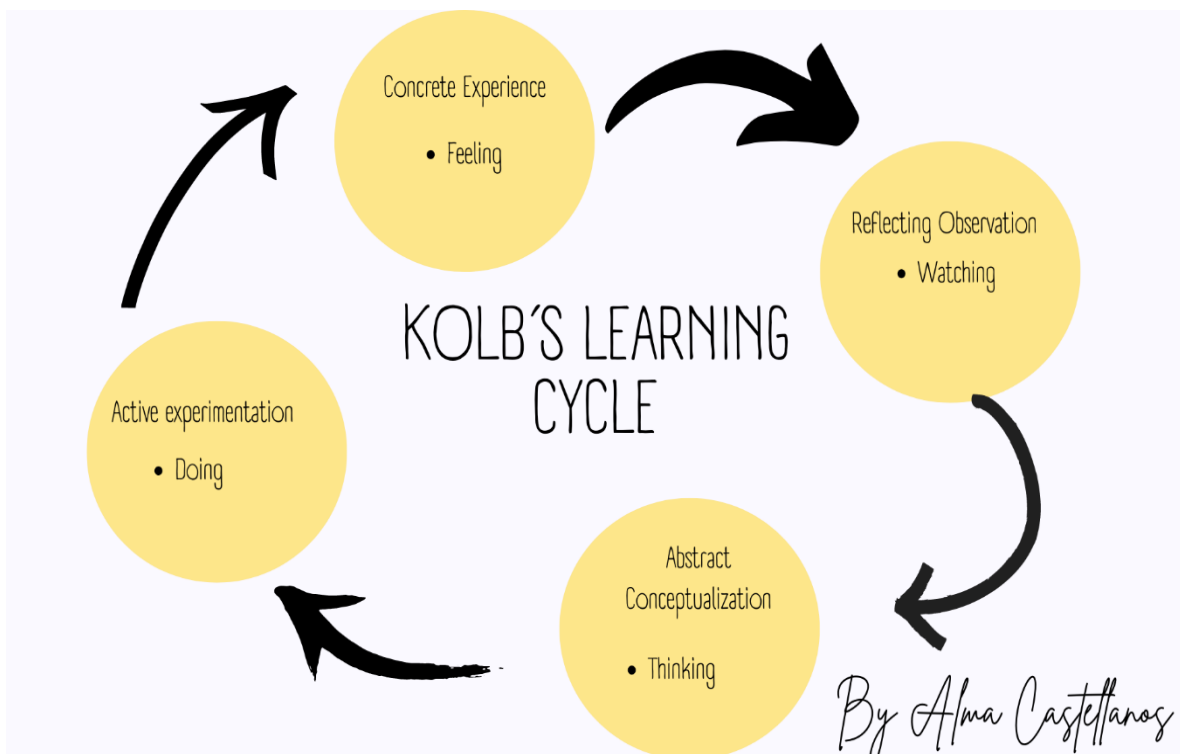 Concrete Experience
• Feeling
Reflecting Observation
• Watching
KOLB´S LEARNING
CYCLE
Active experimentation
• Doing
Abstract
Conceptualization
• Thinking
By Alma Castellanos